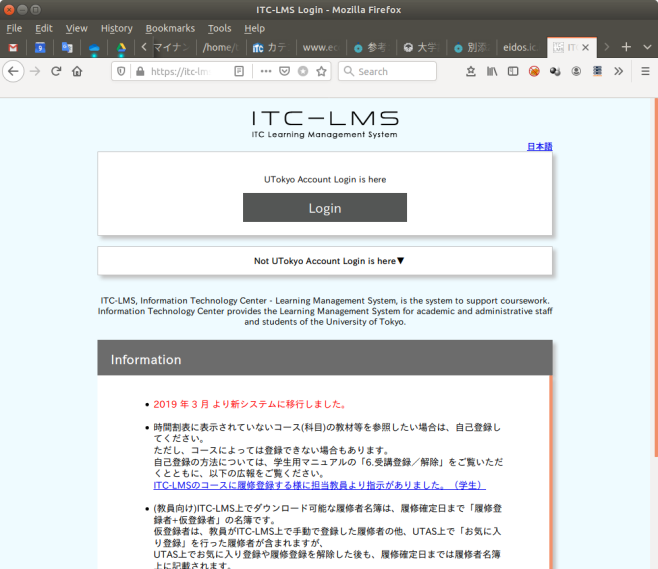 ITC-LMS Login - Mozilla Firefox
File Edit View History Bookmarks Tools Help
マイナン /home/ カテ www.ec 参考 大学 別添 eidos.ic
https://itc-lm Search
ITC-LMS
ITC Learning Management System
日本語
UTokyo Account Login is here
Login
Not UTokyo Account Login is here▼
ITC-LMS, Information Technology Center - Learning Management System, is the system to support coursework.
Information Technology Center provides the Learning Management System for academic and administrative staff
and students of the University of Tokyo.
Information
2019 年 3 月 より新システムに移行しました。
時間割表に表示されていないコース(科目)の教材等を参照したい場合は、自己登録し
てください。
ただし、コースによっては登録できない場合もあります。
自己登録の方法については、学生用マニュアルの「6.受講登録／解除」をご覧いただ
くとともに、以下の広報をご覧ください。
ITC-LMSのコースに履修登録する様に担当教員より指示がありました。（学生）
(教員向け)ITC-LMS上でダウンロード可能な履修者名簿は、履修確定日まで「履修登
録者+仮登録者」の名簿です。
仮登録者は、教員がITC-LMS上で手動で登録した履修者の他、UTAS上で「お気に入
り登録」を行った履修者が含まれますが、
UTAS上でお気に入り登録や履修登録を解除した後も、履修確定日までは履修者名簿
上に記載されます。